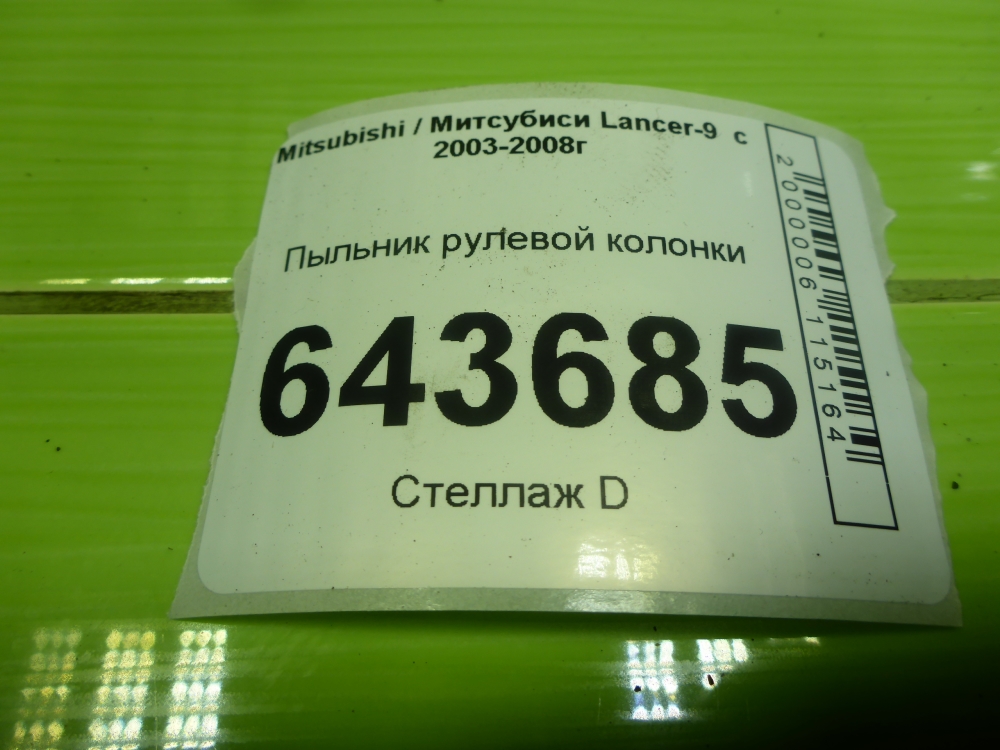 Mitsubishi / Митсубиси Lancer-9 с
2003-2008г
Пыльник рулевой колонки
643685
Стеллаж D
2000006115164